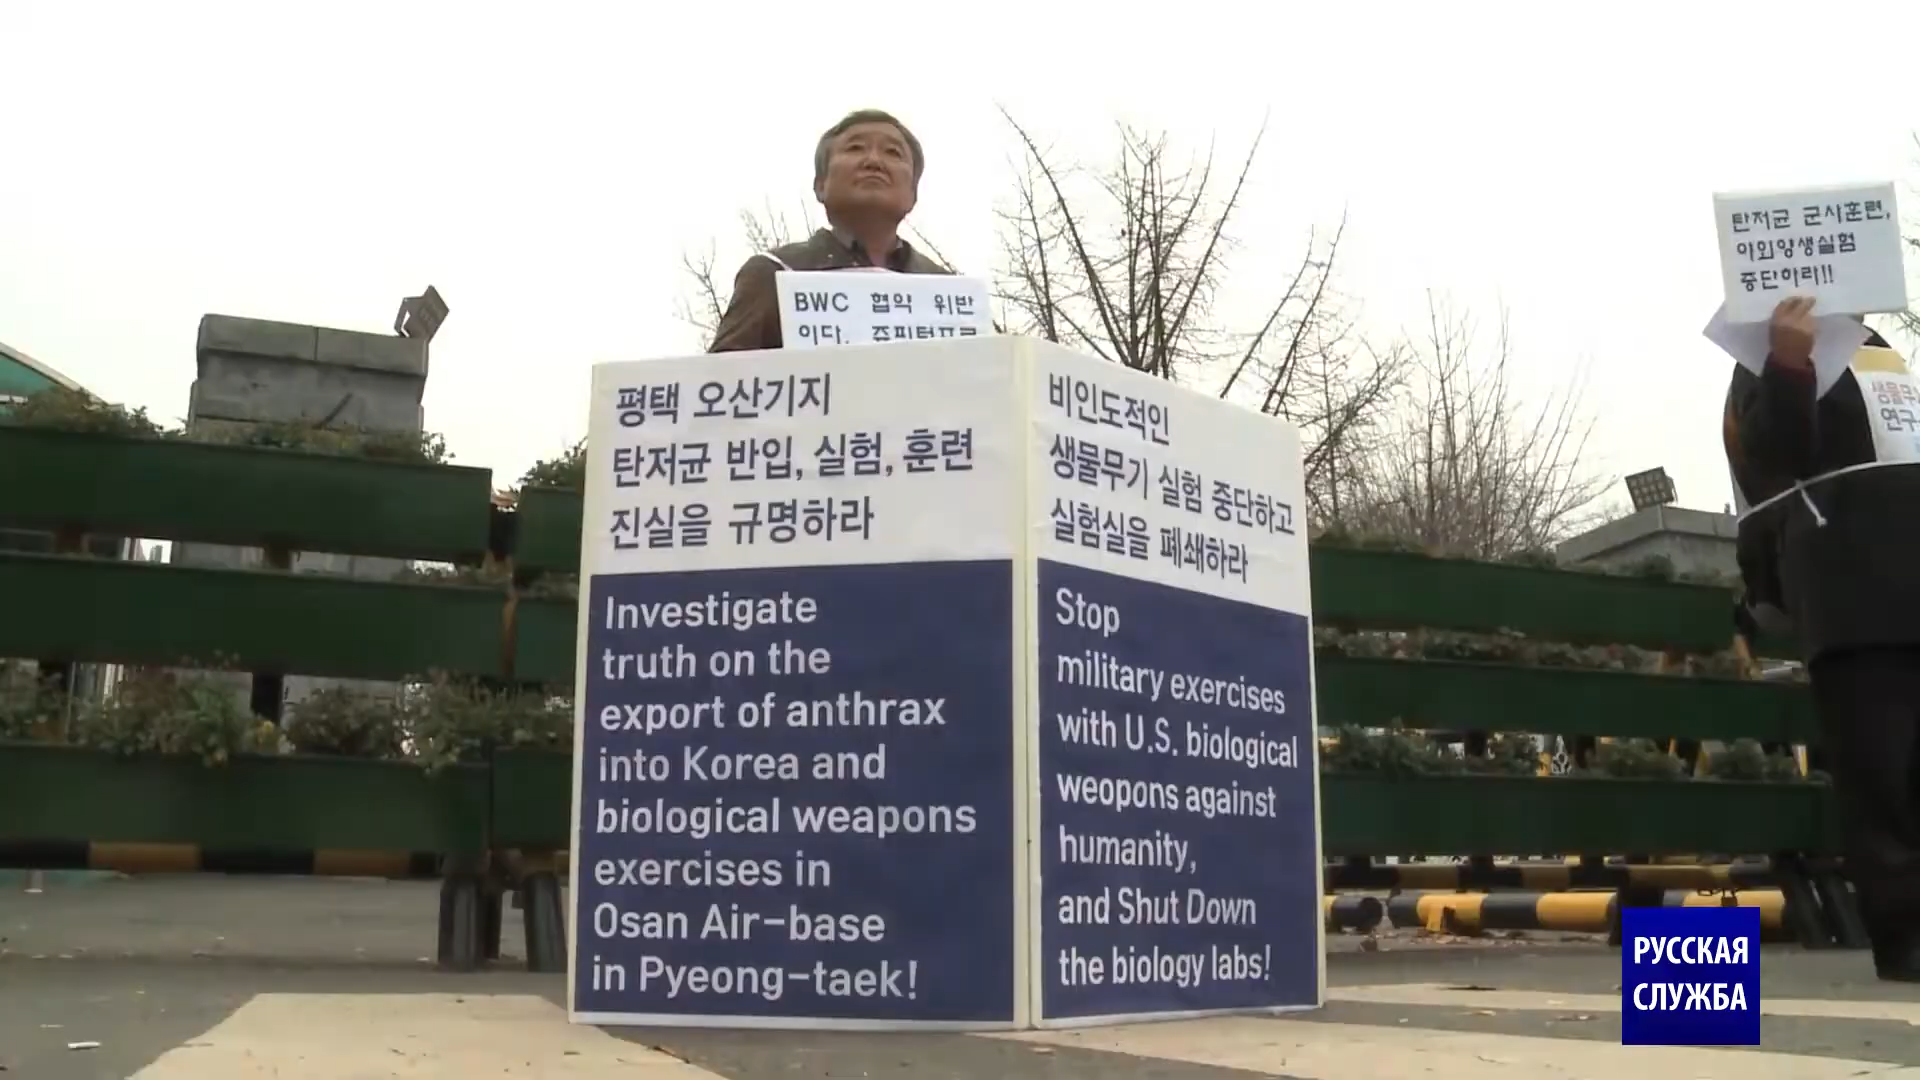 BWC 협약 위반
이다.
평택 오산기지
탄저균 반입, 실험, 훈련
진실을 규명하라
Investigate
truth on the
export of anthrax
into Korea and
biological weapons
exercises in
Osan Air-base
in Pyeong-taek!
비인도적인
생물무기 실험 중단하고
실험실을 폐쇄하라
Stop
military exercises
with U.S. biological
weopons against
humanity,
and Shut Down
the biology labs!
탄저균 군사훈련,
야외양생실험
중단하라!!
РУССКАЯ
СЛУЖБА